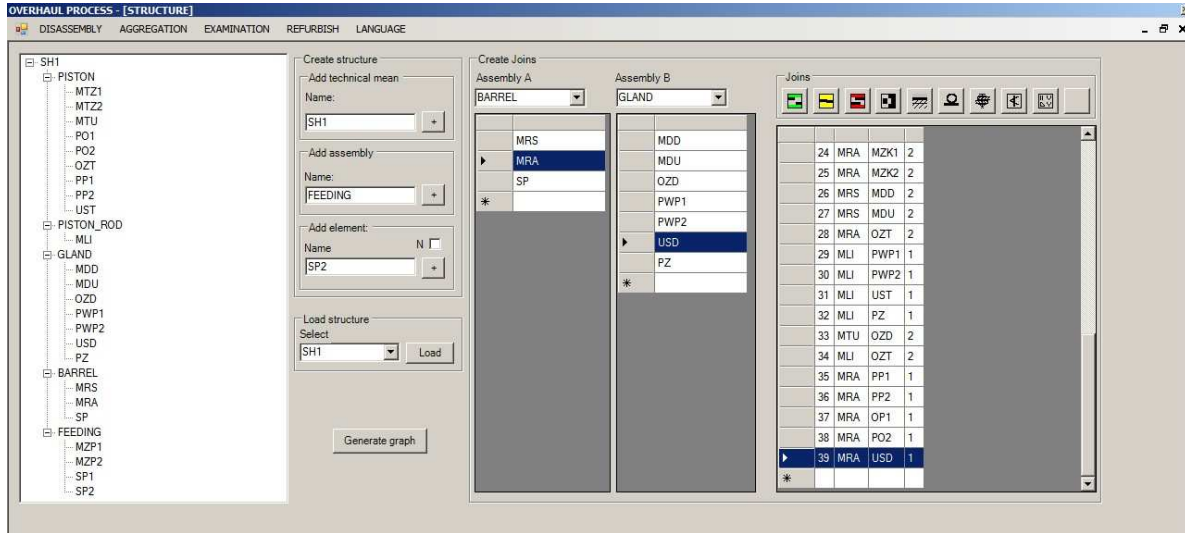 OVERHAUL PROCESS - [STRUCTURE]
DISASSEMBLY AGGREGATION EXAMINATION REFURBISH LANGUAGE
SH1
PISTON
MTZ1
MTZ2
MTU
PO1
PO2
OZT
PP1
PP2
UST
PISTON_ROD
MLI
GLAND
MDD
MDU
OZD
PWP1
PWP2
USD
PZ
BARREL
MRS
MRA
SP
FEEDING
MZP1
MZP2
SP1
SP2
Create structure
Add technical mean
Name:
SH1 +
Add assembly
Name:
FEEDING +
Add element:
Name N
SP2 +
Load structure
Select
SH1 Load
Generate graph
Create Joins
Assembly A
BARREL
MRS
MRA
SP
Assembly B
GLAND
MDD
MDU
OZD
PWP1
PWP2
USD
PZ
Joins
24 MRA MZK1 2
25 MRA MZK2 2
26 MRS MDD 2
27 MRS MDU 2
28 MRA OZT 2
29 MLI PWP1 1
30 MLI PWP2 1
31 MLI UST 1
32 MLI PZ 1
33 MTU OZD 2
34 MLI OZT 2
35 MRA PP1 1
36 MRA PP2 1
37 MRA OP1 1
38 MRA PO2 1
39 MRA USD 1